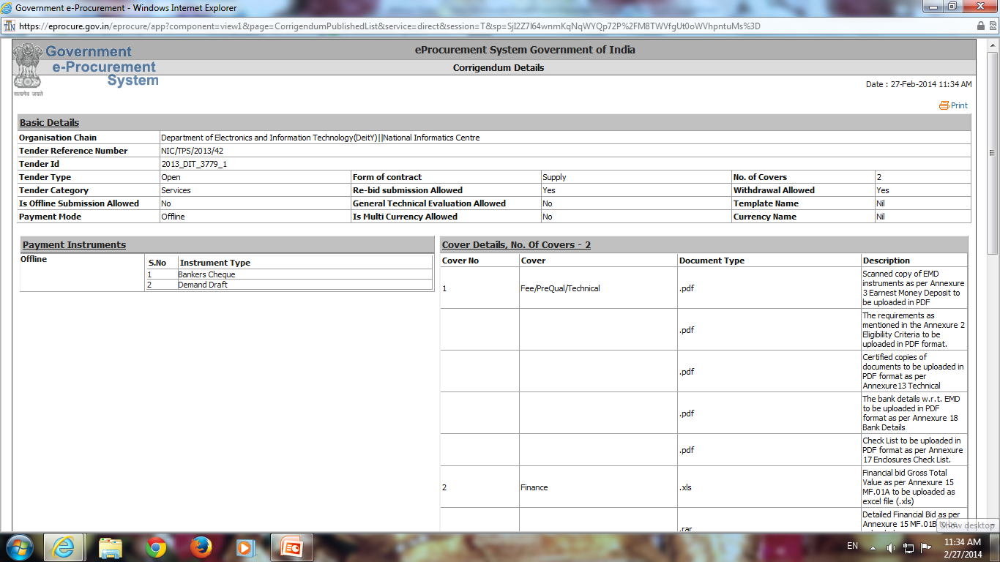 Government e-Procurement - Windows Internet Explorer
https://eprocure.gov.in/eprocure/app?component=view1&page=CorrigendumPublishedList&service=direct&session=T&sp=SjI2Z7I64wnmKqNqWYQp72P%2FM8TWVfgUt0oWVhpntuMs%3D
Government
e-Procurement
System
सत्यमेव जयते
eProcurement System Government of India
Corrigendum Details
Date : 27-Feb-2014 11:34 AM
Print
Basic Details
Organisation Chain Department of Electronics and Information Technology(DeitY)||National Informatics Centre
Tender Reference Number NIC/TPS/2013/42
Tender Id 2013_DIT_3779_1
Tender Type Open Form of contract Supply No. of Covers 2
Tender Category Services Re-bid submission Allowed Yes Withdrawal Allowed Yes
Is Offline Submission Allowed No General Technical Evaluation Allowed No Template Name Nil
Payment Mode Offline Is Multi Currency Allowed No Currency Name Nil
Payment Instruments
Offline
S.No Instrument Type
1 Bankers Cheque
2 Demand Draft
Cover Details, No. Of Covers - 2
Cover No Cover Document Type Description
1 Fee/PreQual/Technical .pdf
Scanned copy of EMD
instruments as per Annexure
3 Earnest Money Deposit to
be uploaded in PDF
.pdf
The requirements as
mentioned in the Annexure 2
Eligibility Criteria to be
uploaded in PDF format.
.pdf
Certified copies of
documents to be uploaded in
PDF format as per
Annexure13 Technical
.pdf
The bank details w.r.t. EMD
to be uploaded in PDF
format as per Annexure 18
Bank Details
.pdf
Check List to be uploaded in
PDF format as per Annexure
17 Enclosures Check List.
2 Finance .xls
Financial bid Gross Total
Value as per Annexure 15
MF.01A to be uploaded as
excel file (.xls)
.rar
Detailed Financial Bid as per
Annexure 15 MF.01B to be
Show desktop
EN
11:34 AM
2/27/2014